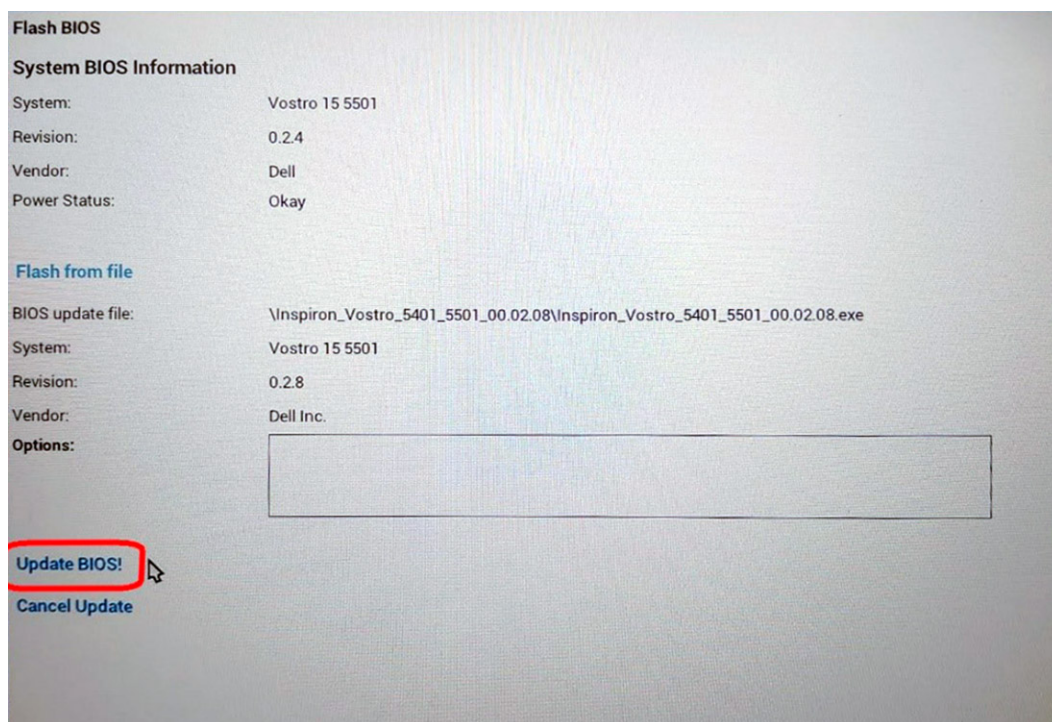 Flash BIOS
System BIOS Information
System: Vostro 15 5501
Revision: 0.2.4
Vendor: Dell
Power Status: Okay
Flash from file
BIOS update file: \Inspiron_Vostro_5401_5501_00.02.08\Inspiron_Vostro_5401_5501_00.02.08.exe
System: Vostro 15 5501
Revision: 0.2.8
Vendor: Dell Inc.
Options:
Update BIOS!
Cancel Update